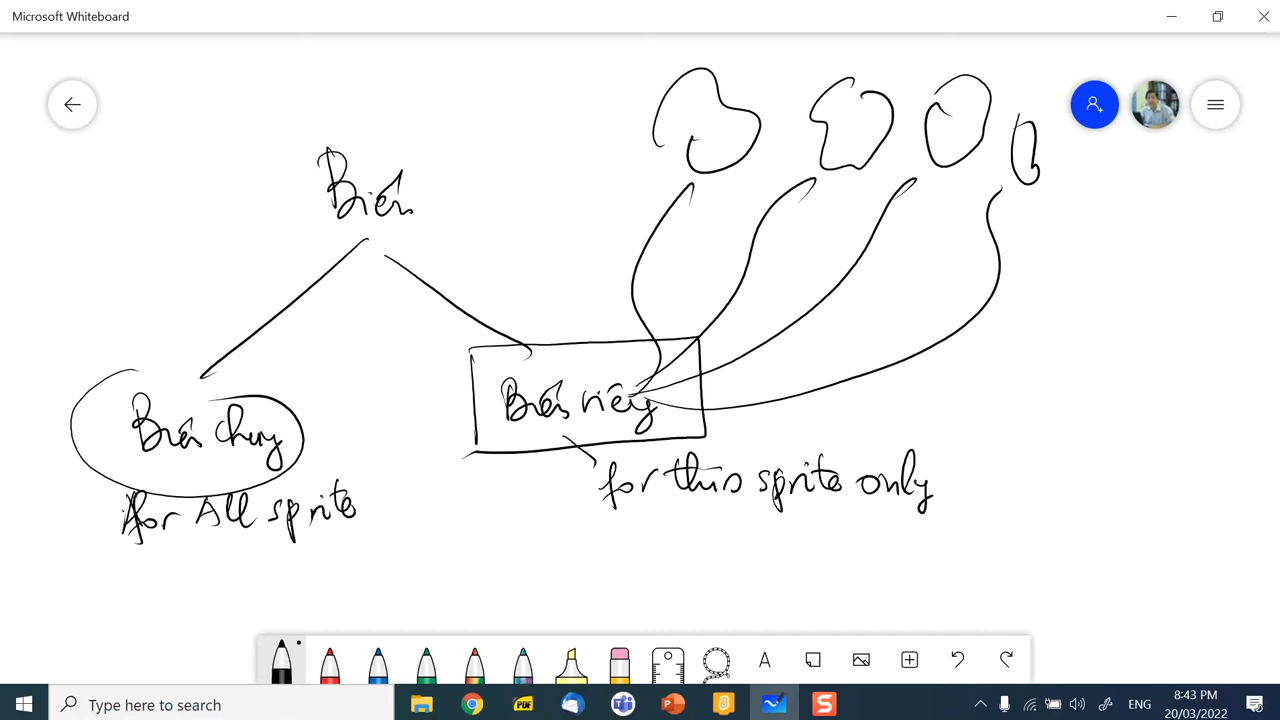 Microsoft Whiteboard
Biến
Biến chung
for All sprite
Biến riêng
for this sprite only
A
Type here to search
PDF
S
ENG
8:43 PM
20/03/2022